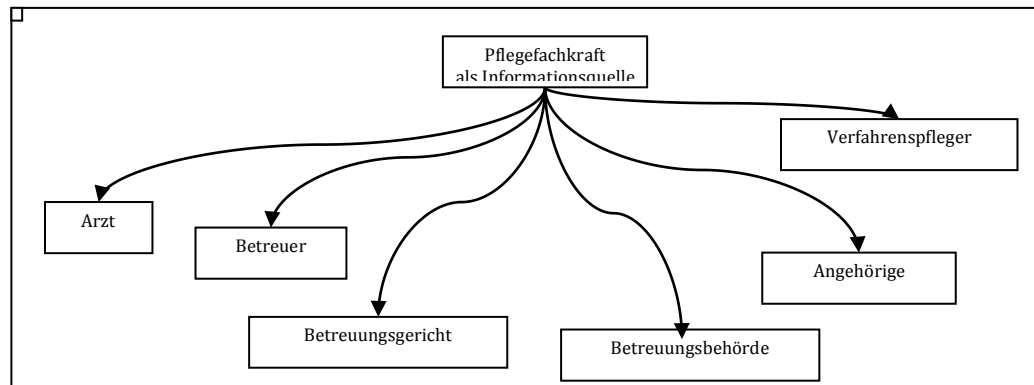 Pflegefachkraft
als Informationsquelle
Verfahrenspfleger
Arzt
Betreuer
Angehörige
Betreuungsgericht
Betreuungsbehörde